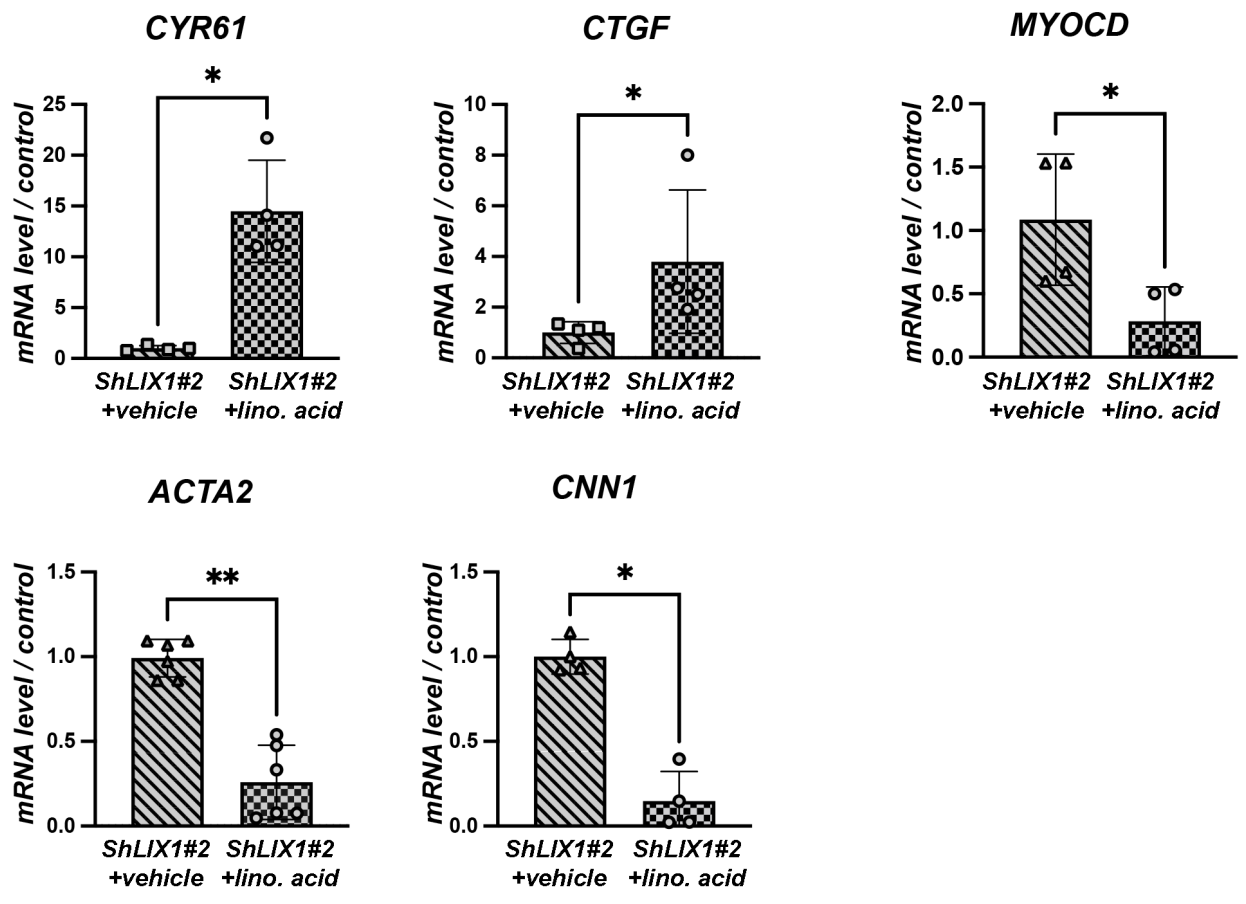 CYR61
CTGF
MYOCD
*
*
*
mRNA level / control
25
20
15
10
5
0
ShLIX1#2 ShLIX1#2
+vehicle +lino. acid
mRNA level / control
10
8
6
4
2
0
ShLIX1#2 ShLIX1#2
+vehicle +lino. acid
mRNA level / control
2.0
1.5
1.0
0.5
0.0
ShLIX1#2 ShLIX1#2
+vehicle +lino. acid
ACTA2
CNN1
**
*
mRNA level / control
1.5
1.0
0.5
0.0
ShLIX1#2 ShLIX1#2
+vehicle +lino. acid
mRNA level / control
1.5
1.0
0.5
0.0
ShLIX1#2 ShLIX1#2
+vehicle +lino. acid